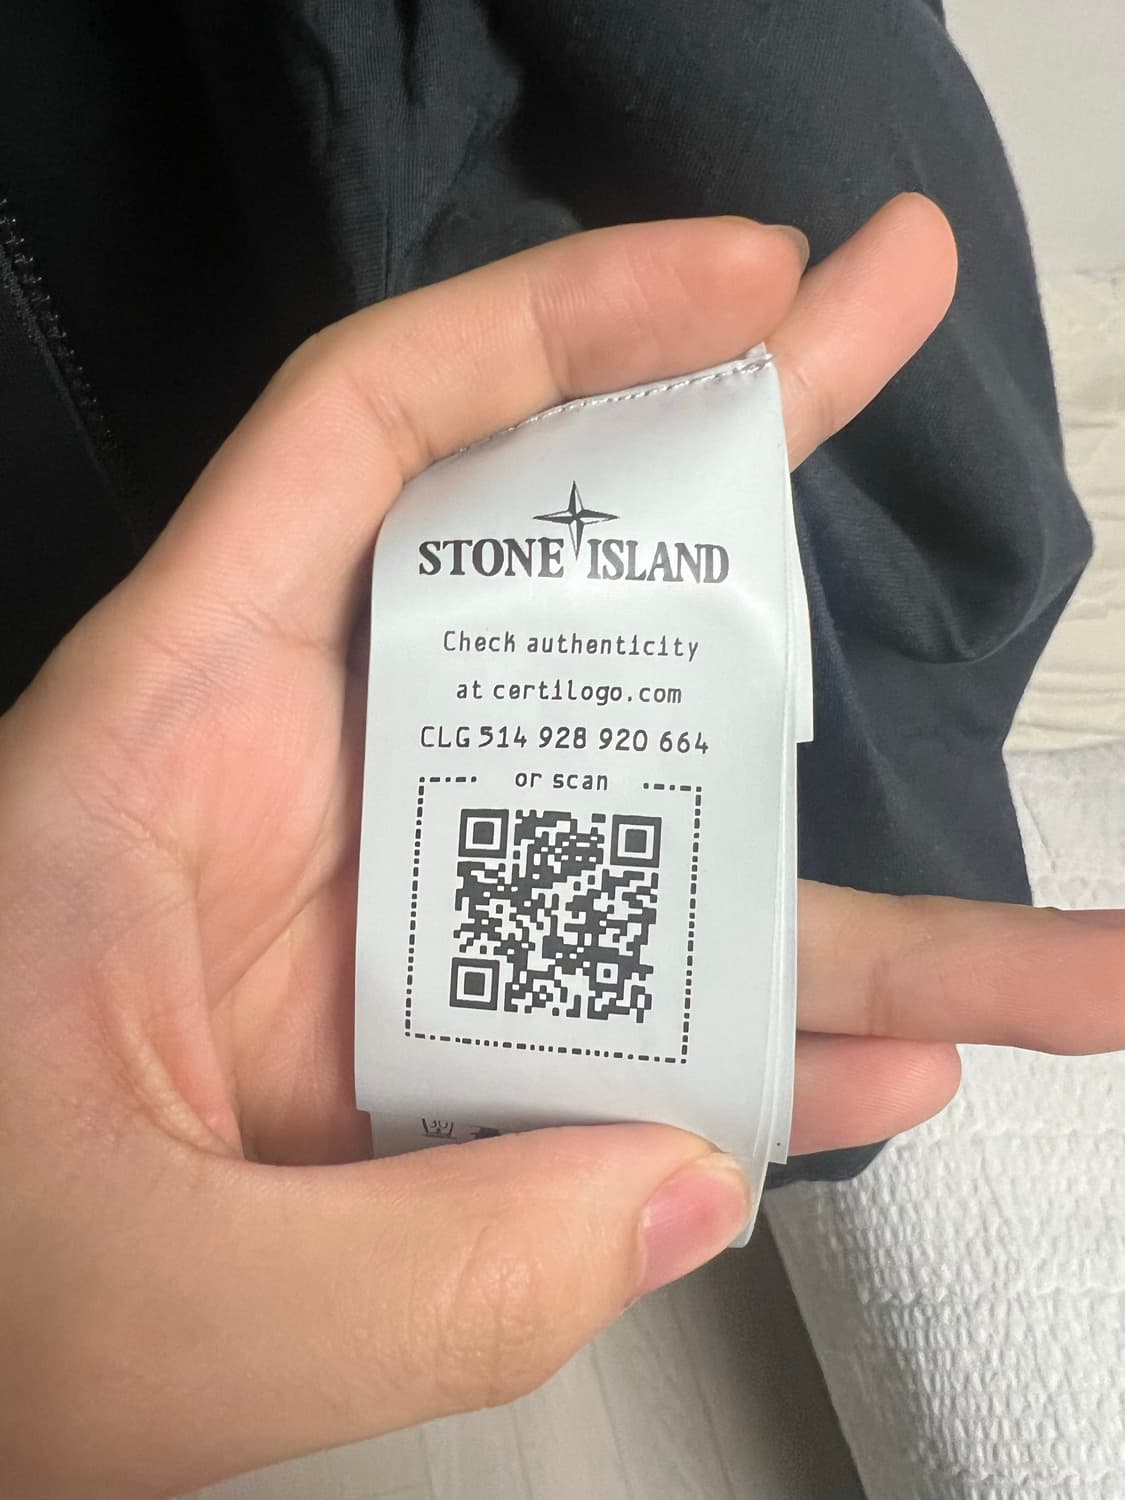 STONE ISLAND
Check authenticity
at certilogo.com
CLG 514 928 920 664
or scan